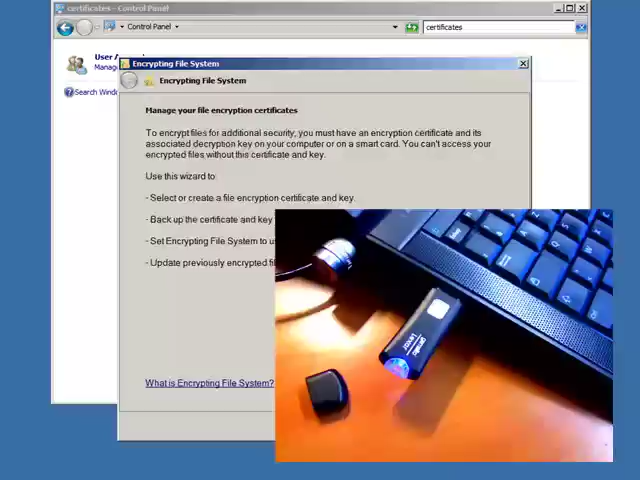 certificates - Control Panel
Control Panel
certificates
User A
Manag
Search Wind
Encrypting File System
Encrypting File System
Manage your file encryption certificates
To encrypt files for additional security, you must have an encryption certificate and its
associated decryption key on your computer or on a smart card. You can't access your
encrypted files without this certificate and key.
Use this wizard to:
- Select or create a file encryption certificate and key.
- Back up the certificate and key
- Set Encrypting File System to u
- Update previously encrypted fi
What is Encrypting File System?
gemalto
Lexar